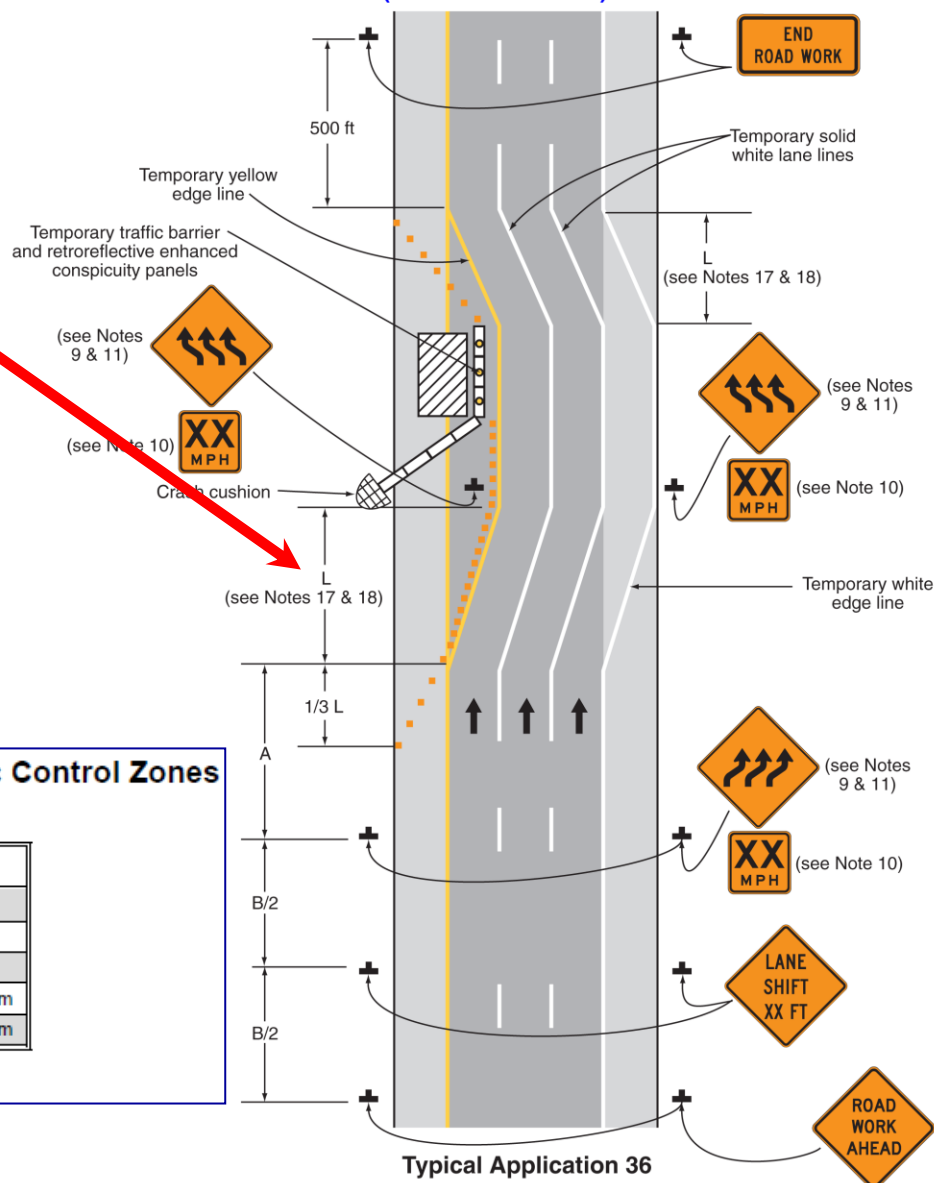 END
ROAD WORK
500 ft
Temporary solid
white lane lines
Temporary yellow
edge line
Temporary traffic barrier
and retroreflective enhanced
conspicuity panels
L
(see Notes 17 & 18)
(see Notes
9 & 11)
XX
MPH
(see Note 10)
(see Notes
9 & 11)
XX
MPH
(see Note 10)
Crash cushion
L
(see Notes 17 & 18)
Temporary white
edge line
1/3 L
A
Control Zones
m
m
(see Notes
9 & 11)
XX
MPH
(see Note 10)
B/2
LANE
SHIFT
XX FT
B/2
ROAD
WORK
AHEAD
Typical Application 36